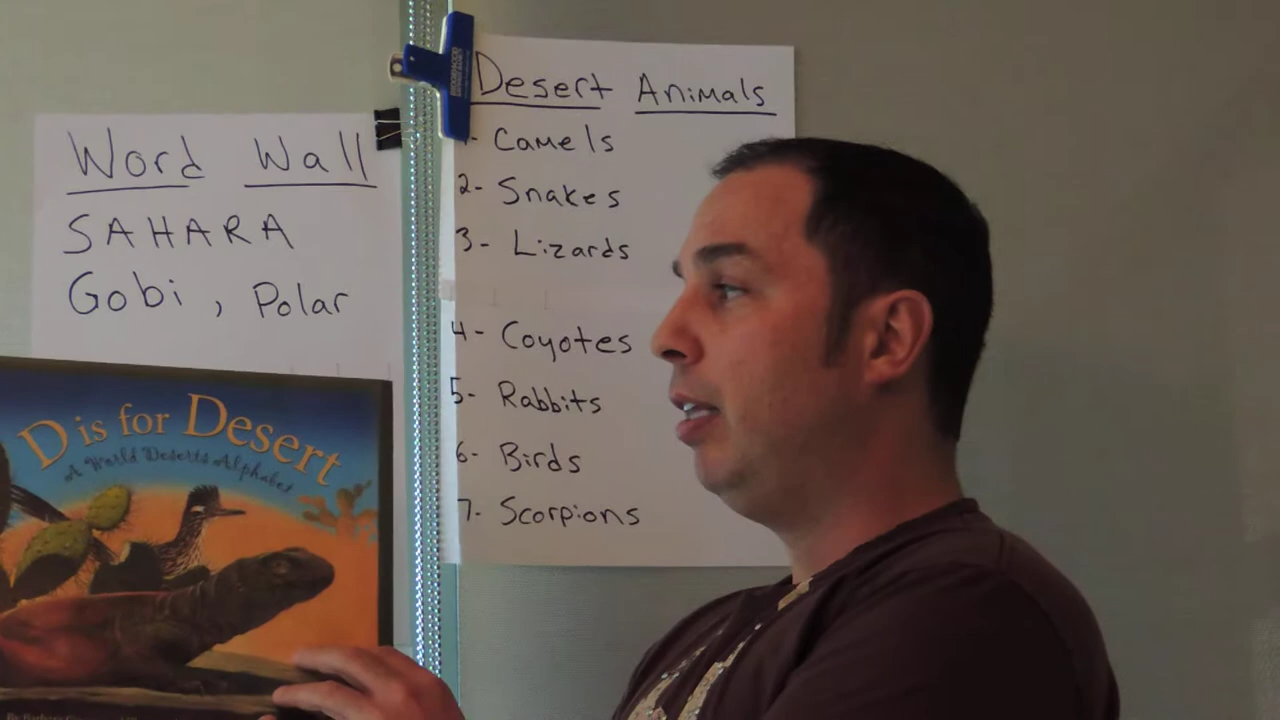 Word Wall
SAHARA
Gobi, Polar
Desert Animals
- Camels
2- Snakes
3- Lizards
4- Coyotes
5- Rabbits
6- Birds
7- Scorpions
D is for Desert
A World Deserts Alphabet